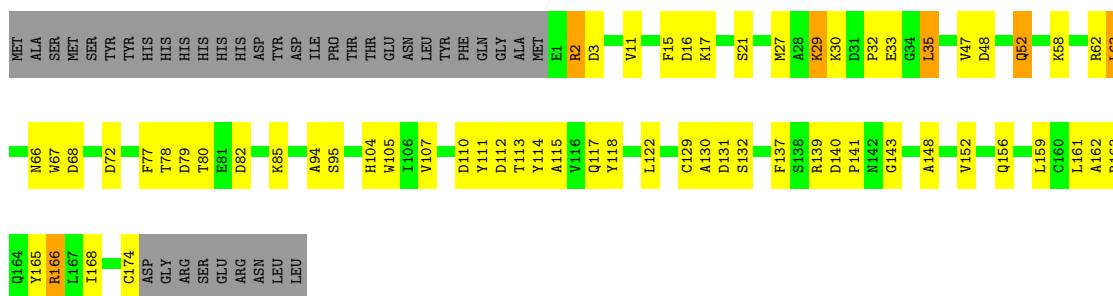 MET ALA SER MET SER TYR TYR HIS HIS HIS HIS HIS HIS ASP TYR ASP ILE PRO THR THR GLU ASN LEU TYR PHE GLN GLY ALA MET E1 R2 D3 V11 F15 D16 K17 S21 M27 A28 K29 K30 D31 P32 E33 G34 L35 V47 D48 Q52 K58 R62
N66 W67 D68 D72 F77 T78 D79 T80 E81 D82 K85 A94 S95 H104 W105 I106 V107 D110 Y111 D112 T113 Y114 A115 V116 Q117 Y118 L122 C129 A130 D131 S132 F137 S138 R139 D140 P141 N142 G143 A148 V152 Q156 L159 C160 L161 A162
Q164 Y165 R166 L167 I168 C174 ASP GLY ARG SER GLU ARG ASN LEU LEU